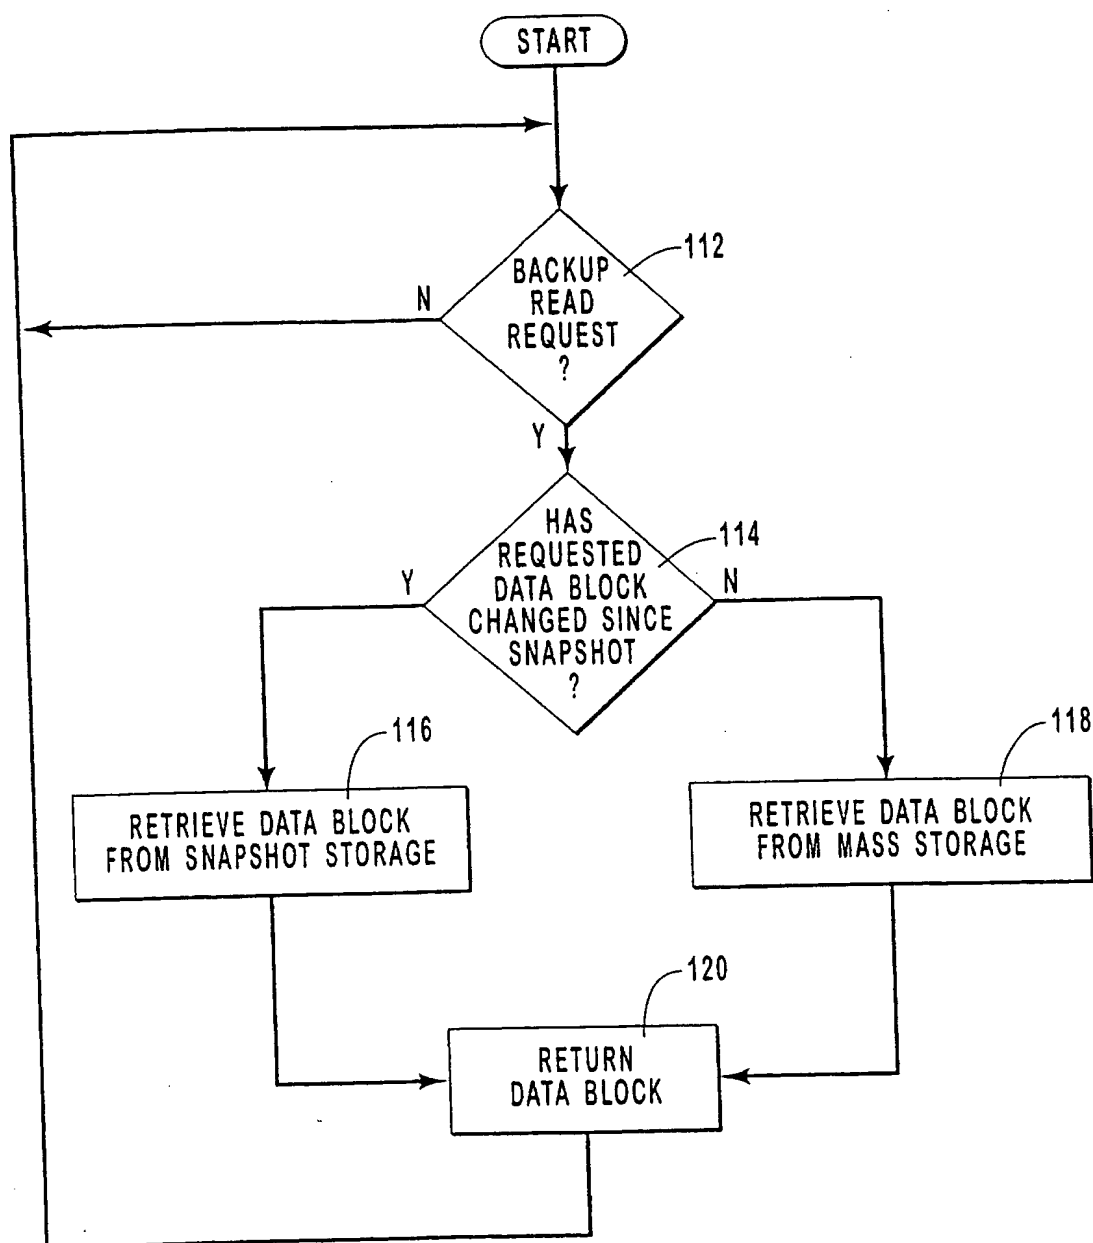 START
112
BACKUP
READ
REQUEST
?
N
Y
HAS
REQUESTED
DATA BLOCK
CHANGED SINCE
SNAPSHOT
?
114
Y
N
116
RETRIEVE DATA BLOCK
FROM SNAPSHOT STORAGE
118
RETRIEVE DATA BLOCK
FROM MASS STORAGE
120
RETURN
DATA BLOCK